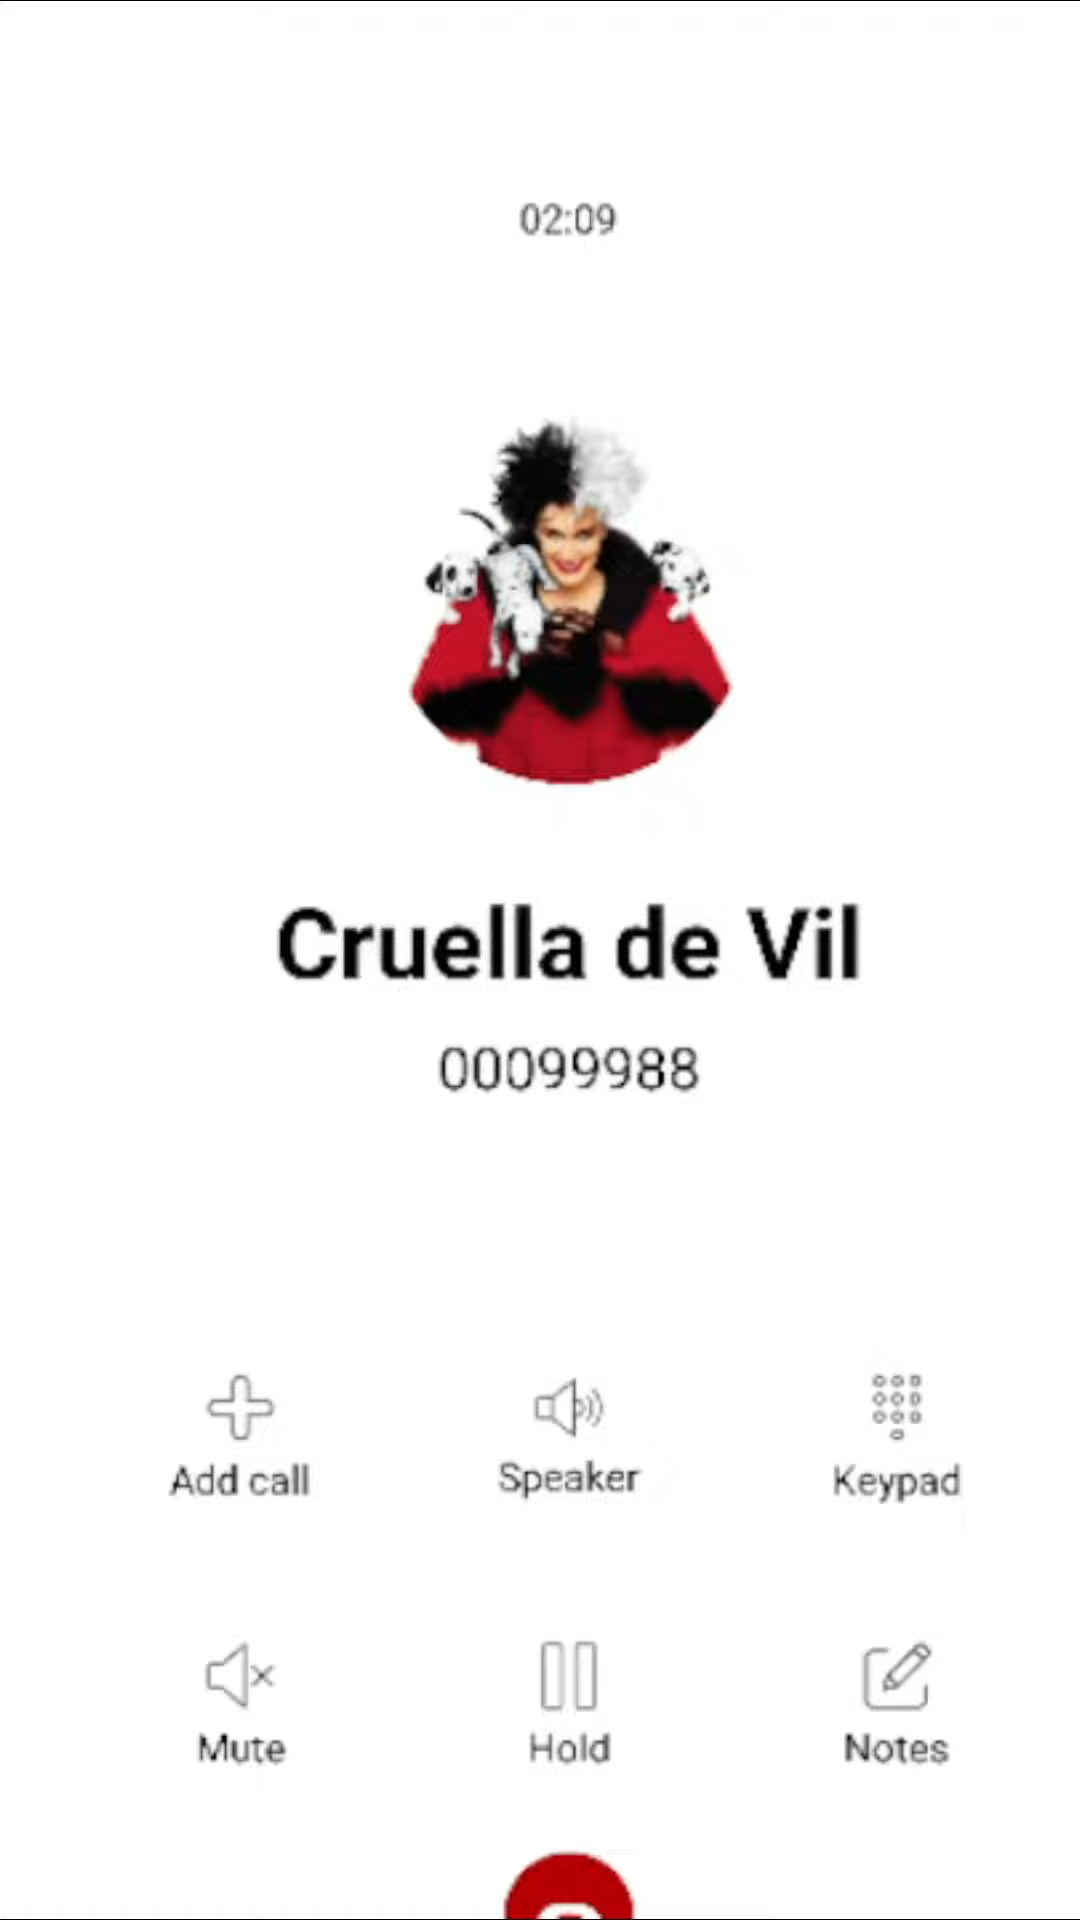 02:09
Cruella de Vil
00099988
Add call
Speaker
Keypad
Mute
Hold
Notes